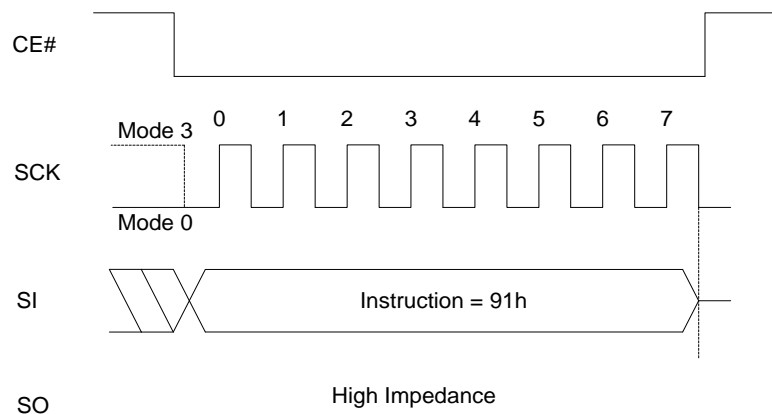 CE#
0 1 2 3 4 5 6 7
Mode 3
SCK
Mode 0
SI
Instruction = 91h
High Impedance
SO